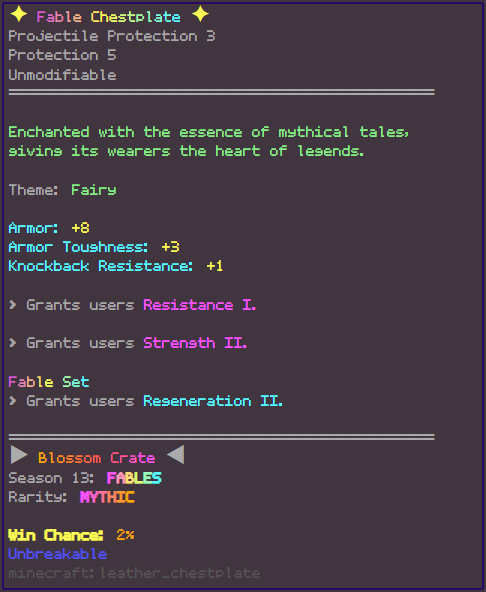 ✦ Fable Chestplate ✦
Projectile Protection 3
Protection 5
Unmodifiable
Enchanted with the essence of mythical tales,
giving its wearers the heart of legends.
Theme: Fairy
Armor: +8
Armor Toughness: +3
Knockback Resistance: +1
> Grants users Resistance I.
> Grants users Strength II.
Fable Set
> Grants users Regeneration II.
▶ Blossom Crate ◀
Season 13: FABLES
Rarity: MYTHIC
Win Chance: 2%
Unbreakable
minecraft:leather_chestplate